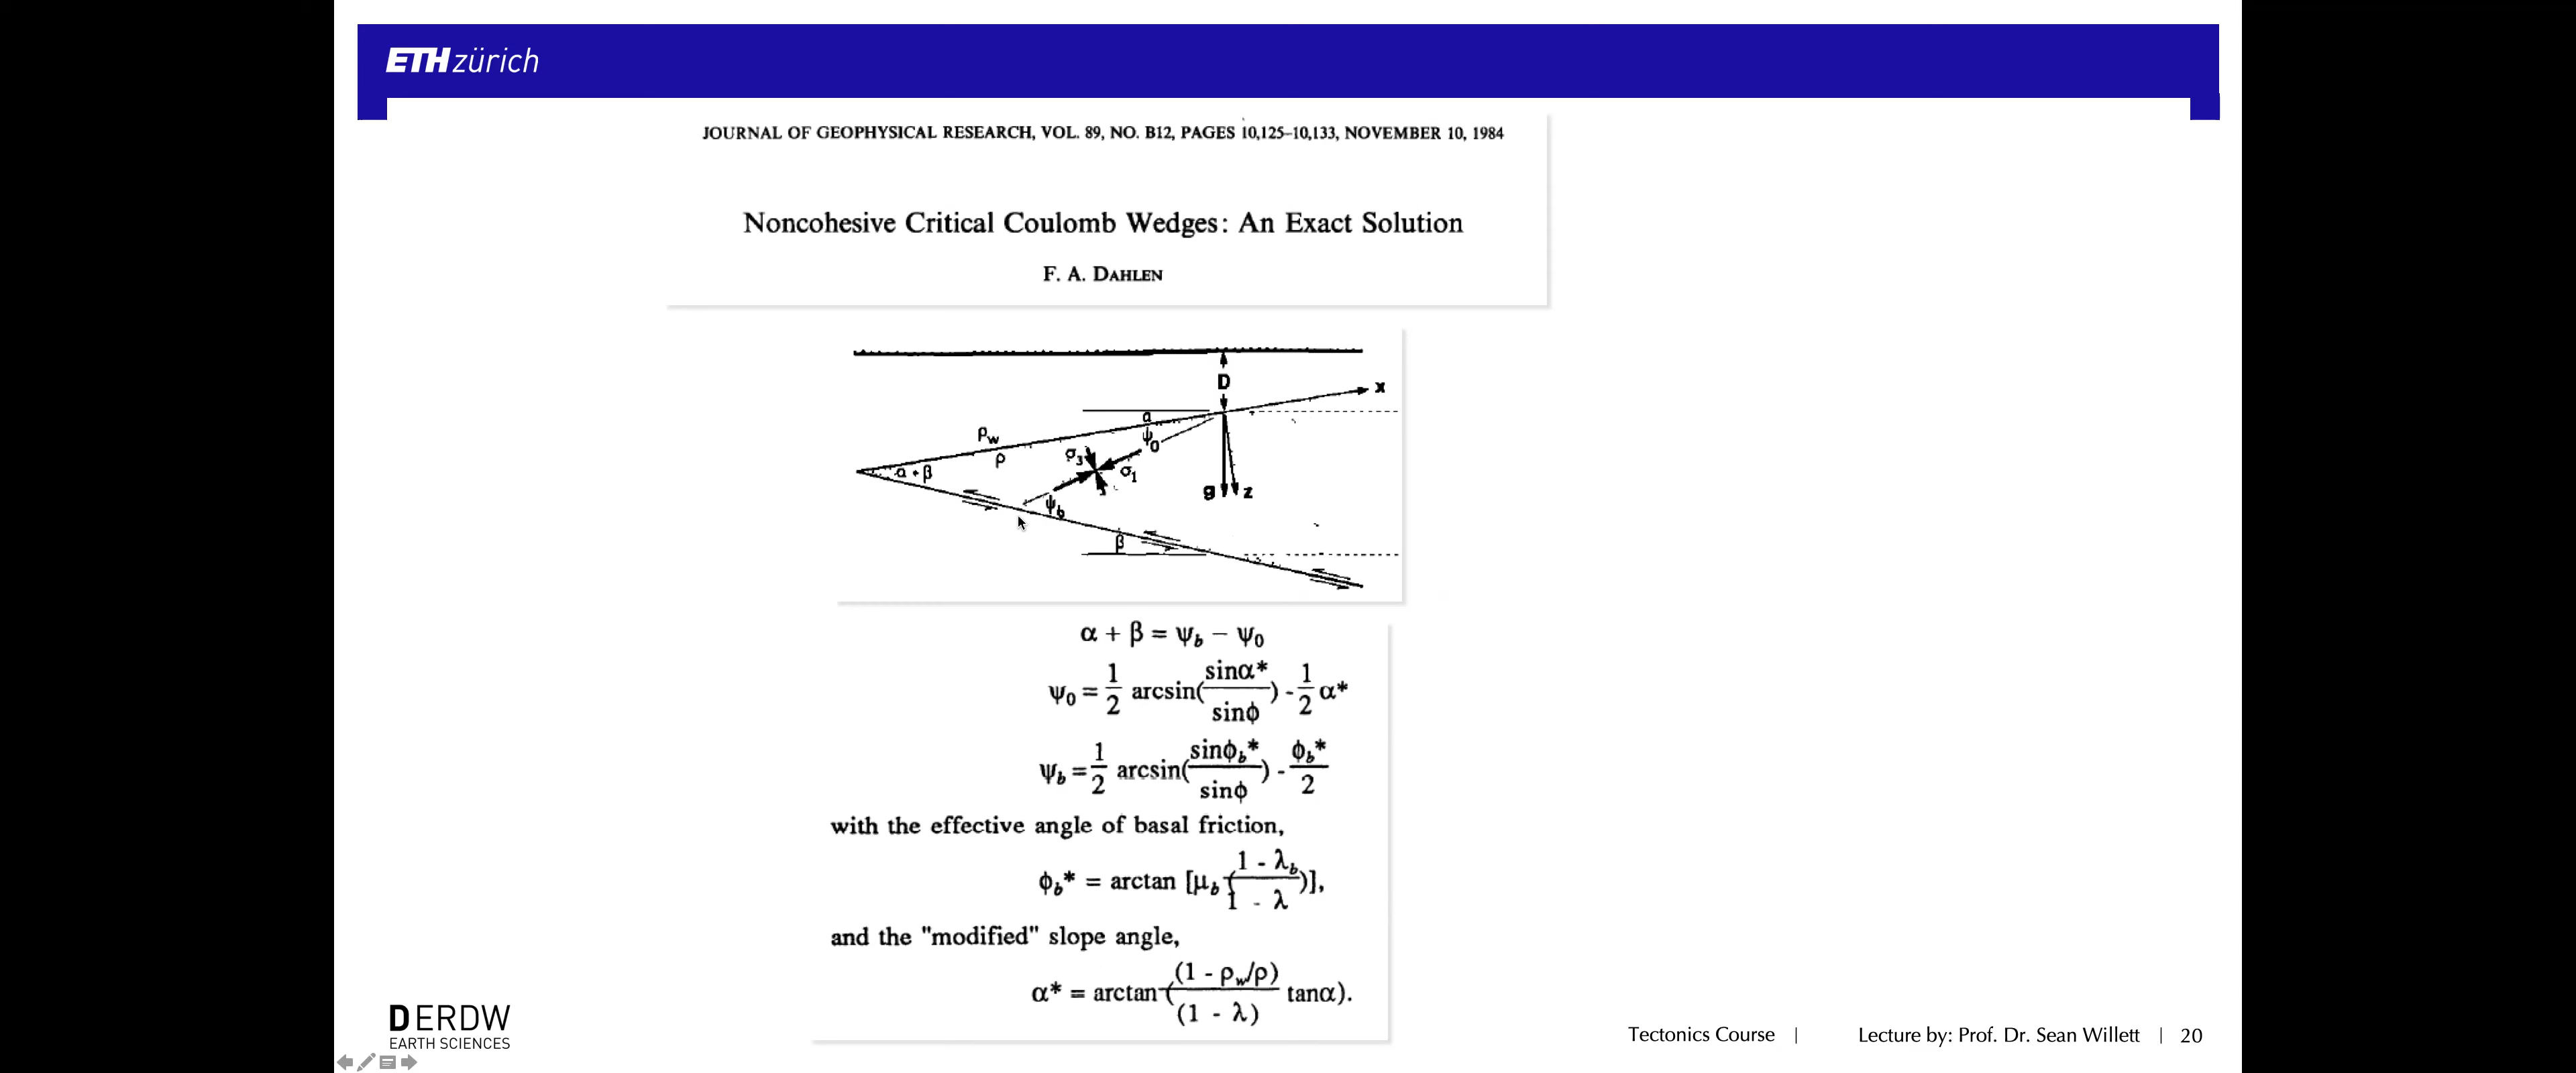 ETH zürich
JOURNAL OF GEOPHYSICAL RESEARCH, VOL. 89, NO. B12, PAGES 10,125–10,133, NOVEMBER 10, 1984
Noncohesive Critical Coulomb Wedges: An Exact Solution
F. A. DAHLEN
D
x
α
ρw
ψ0
ρ
σ3
σ1
α + β
g
z
ψb
β
α + β = ψb − ψ0
ψ0 = 1/2 arcsin(sinα*/sinϕ) - 1/2 α*
ψb = 1/2 arcsin(sinϕb*/sinϕ) - ϕb*/2
with the effective angle of basal friction,
ϕb* = arctan [μb (1 - λb/1 - λ)],
and the "modified" slope angle,
α* = arctan ((1 - ρw/ρ)/(1 - λ) tanα).
DERDW
EARTH SCIENCES
Tectonics Course | Lecture by: Prof. Dr. Sean Willett | 20